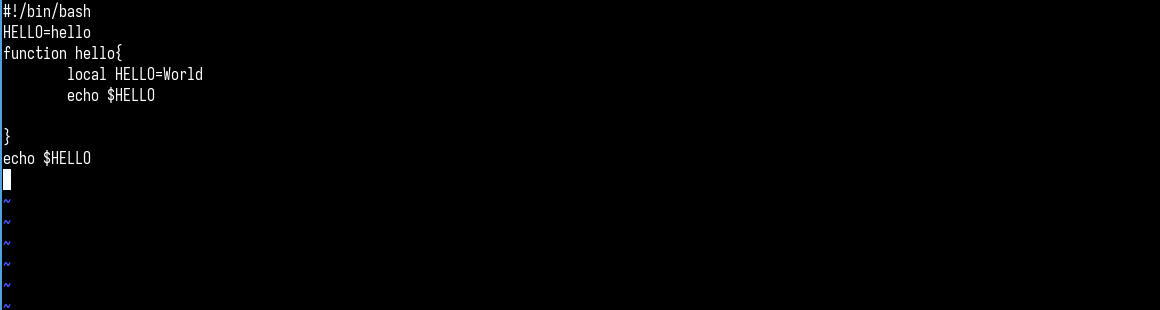 #!/bin/bash
HELLO=hello
function hello{
        local HELLO=World
        echo $HELLO

}
echo $HELLO

~
~
~
~
~
~